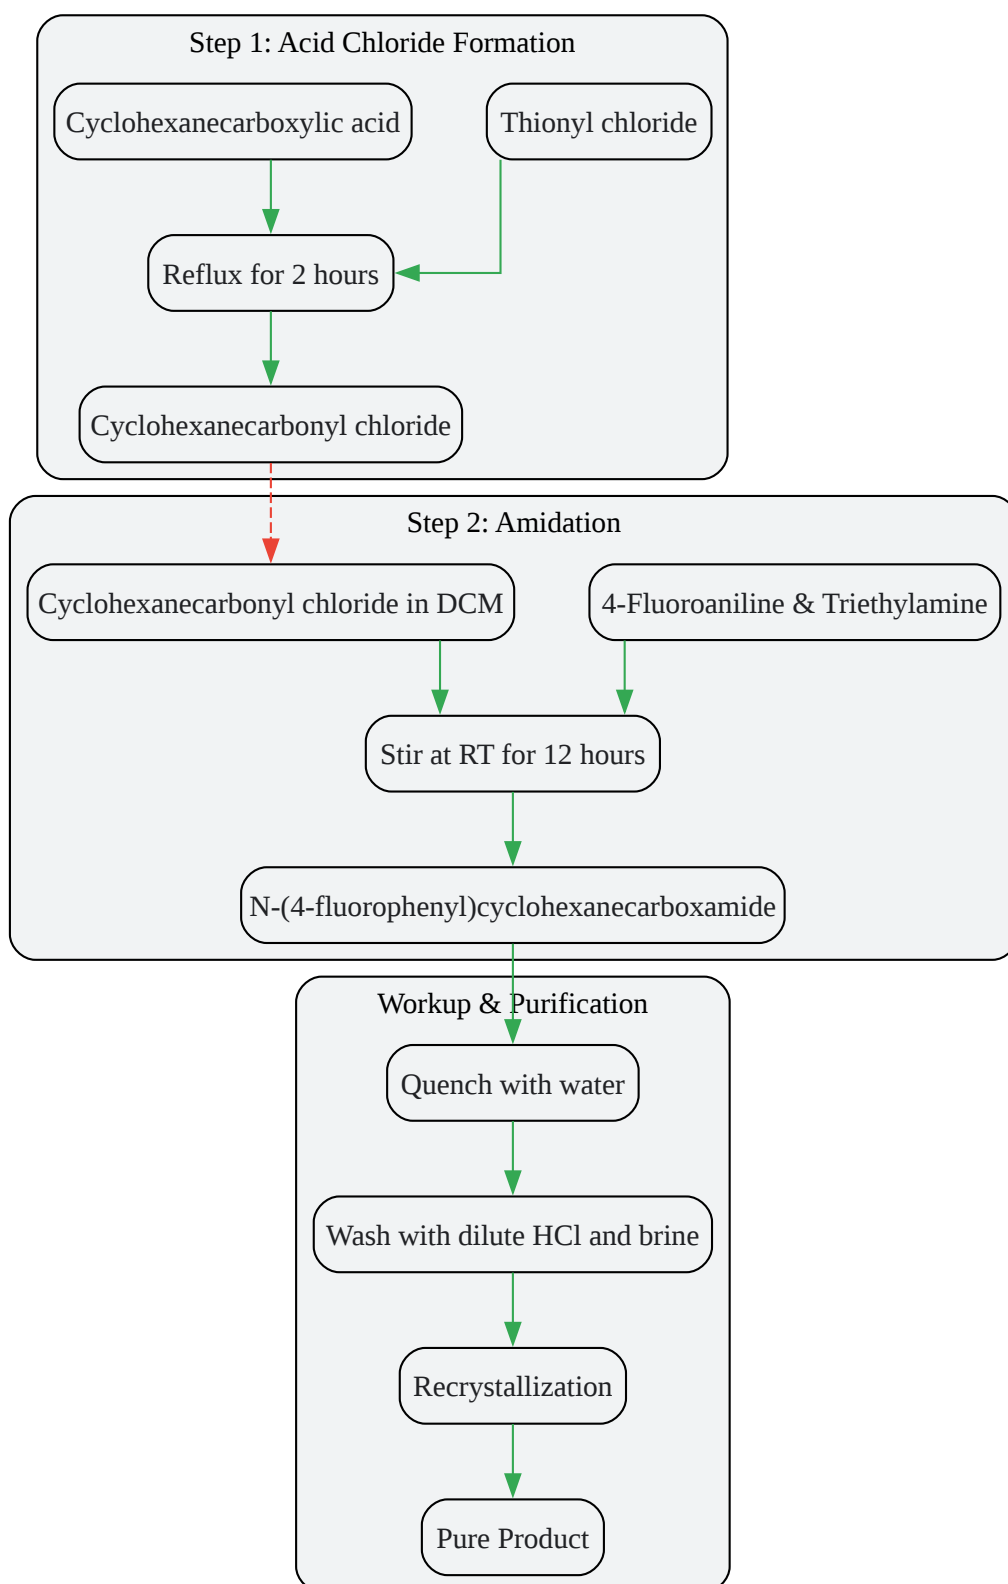 Step 1: Acid Chloride Formation
Cyclohexanecarboxylic acid
Thionyl chloride
Reflux for 2 hours
Cyclohexanecarbonyl chloride
Step 2: Amidation
Cyclohexanecarbonyl chloride in DCM
4-Fluoroaniline & Triethylamine
Stir at RT for 12 hours
N-(4-fluorophenyl)cyclohexanecarboxamide
Workup & Purification
Quench with water
Wash with dilute HCl and brine
Recrystallization
Pure Product